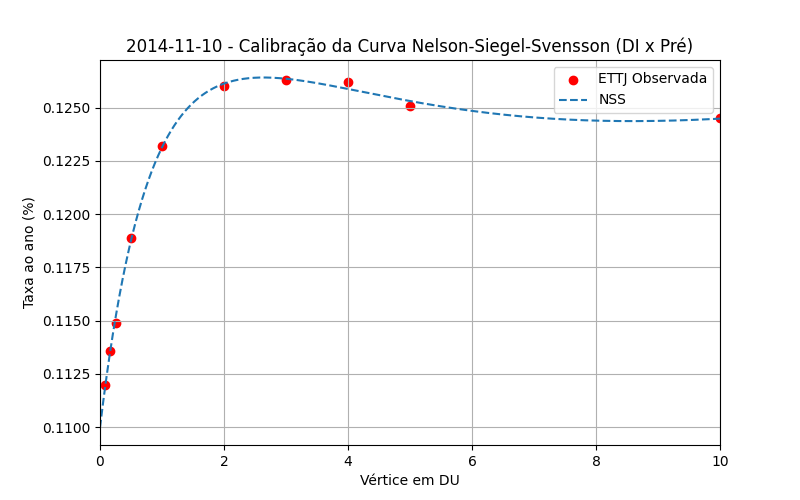 2014-11-10 - Calibração da Curva Nelson-Siegel-Svensson (DI x Pré)
ETTJ Observada
NSS
Taxa ao ano (%)
0.1250
0.1225
0.1200
0.1175
0.1150
0.1125
0.1100
0 2 4 6 8 10
Vértice em DU